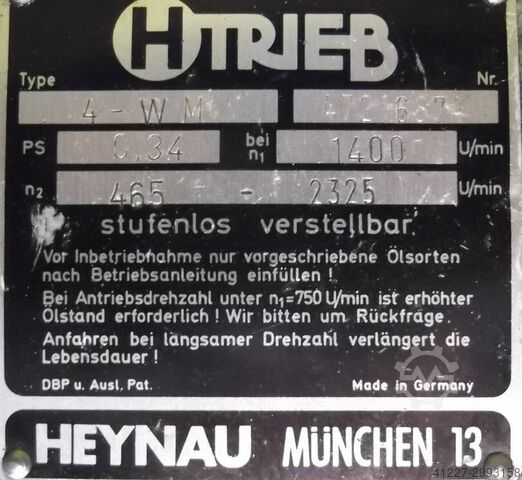 H TRIEB
Type Nr.
4-WM
PS 0.34 bei n1 1400 U/min
n2 465 - 2325 U/min
stufenlos verstellbar
Vor Inbetriebnahme nur vorgeschriebene Ölsorten
nach Betriebsanleitung einfüllen !
Bei Antriebsdrehzahl unter n1=750 U/min ist erhöhter
Ölstand erforderlich ! Wir bitten um Rückfrage.
Anfahren bei langsamer Drehzahl verlängert die
Lebensdauer !
DBP u. Ausl. Pat. Made in Germany
HEYNAU MÜNCHEN 13
41227-2993158